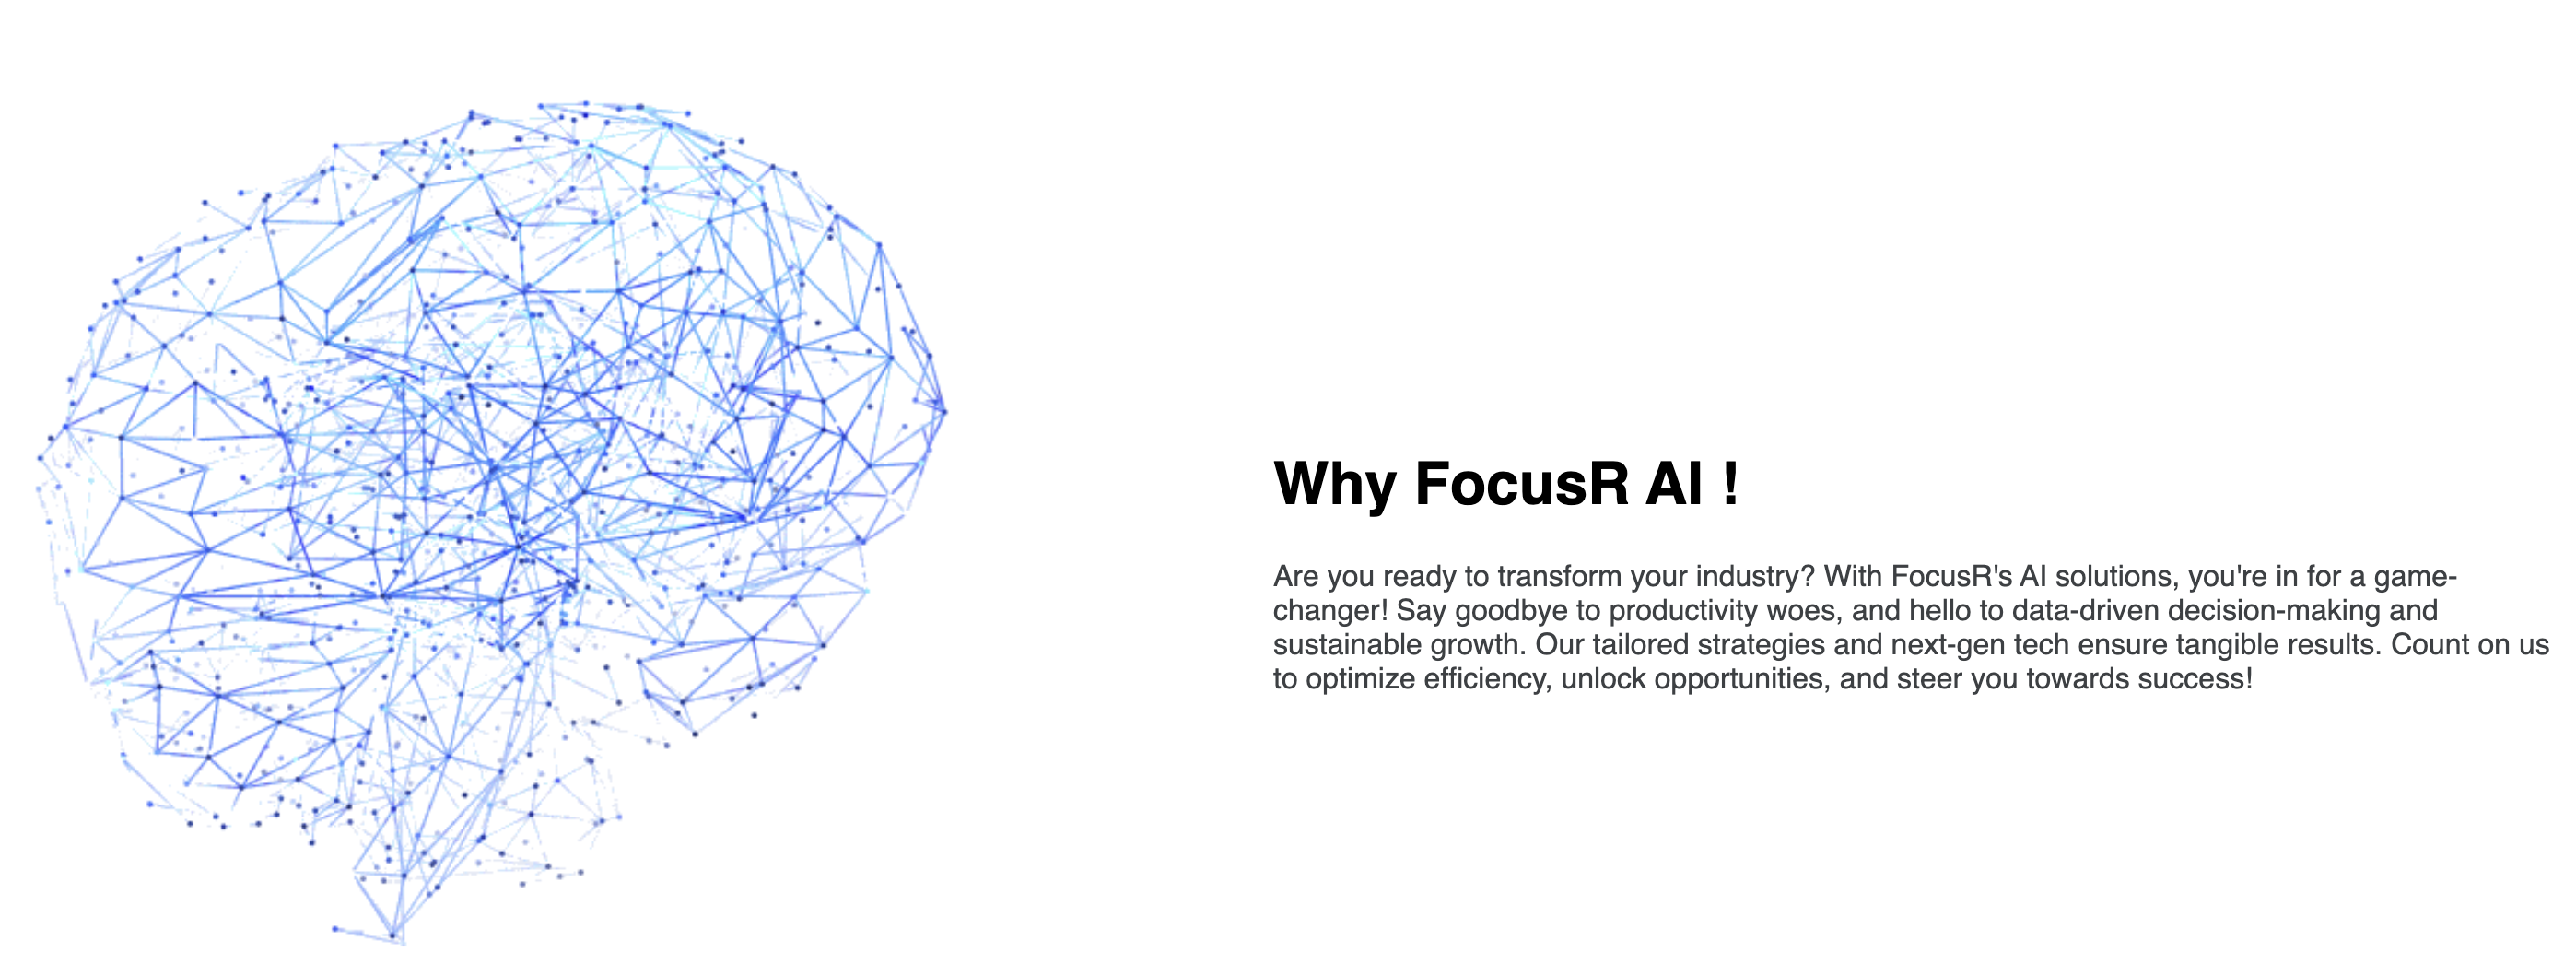 Why FocusR AI !
Are you ready to transform your industry? With FocusR's AI solutions, you're in for a game-
changer! Say goodbye to productivity woes, and hello to data-driven decision-making and
sustainable growth. Our tailored strategies and next-gen tech ensure tangible results. Count on us
to optimize efficiency, unlock opportunities, and steer you towards success!